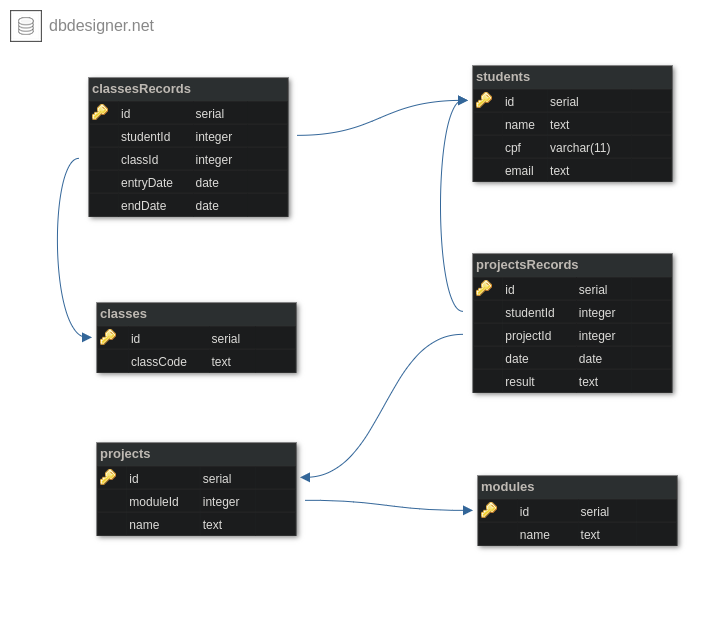 dbdesigner.net
classesRecords
id serial
studentId integer
classId integer
entryDate date
endDate date
students
id serial
name text
cpf varchar(11)
email text
classes
id serial
classCode text
projectsRecords
id serial
studentId integer
projectId integer
date date
result text
projects
id serial
moduleId integer
name text
modules
id serial
name text